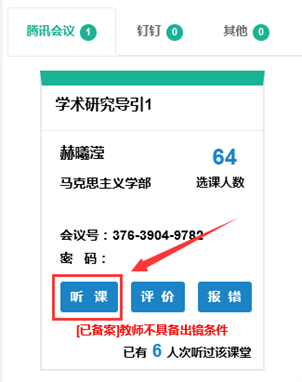 腾讯会议 1 钉钉 0 其他 0
学术研究导引1
赫曦滢 64
马克思主义学部 选课人数
会议号：376-3904-9782
密 码：
听 课 评 价 报 错
[已备案]教师不具备出镜条件
已有 6 人次听过该课堂